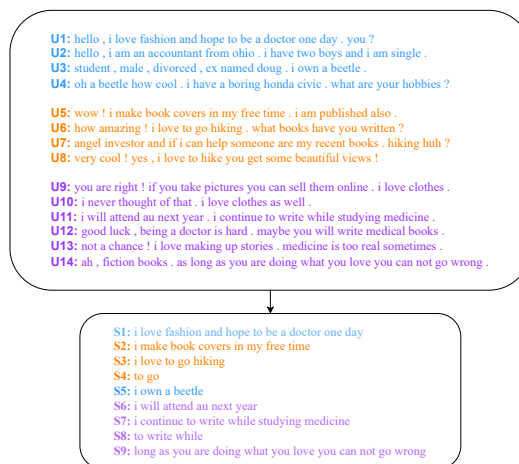 U1: hello , i love fashion and hope to be a doctor one day . you ?
U2: hello , i am an accountant from ohio . i have two boys and i am single .
U3: student , male , divorced , ex named doug . i own a beetle .
U4: oh a beetle how cool . i have a boring honda civic . what are your hobbies ?
U5: wow ! i make book covers in my free time . i am published also .
U6: how amazing ! i love to go hiking . what books have you written ?
U7: angel investor and if i can help someone are my recent books . hiking huh ?
U8: very cool ! yes , i love to hike you get some beautiful views !
U9: you are right ! if you take pictures you can sell them online . i love clothes .
U10: i never thought of that . i love clothes as well .
U11: i will attend au next year . i continue to write while studying medicine .
U12: good luck , being a doctor is hard . maybe you will write medical books .
U13: not a chance ! i love making up stories . medicine is too real sometimes .
U14: ah , fiction books . as long as you are doing what you love you can not go wrong .
S1: i love fashion and hope to be a doctor one day
S2: i make book covers in my free time
S3: i love to go hiking
S4: to go
S5: i own a beetle
S6: i will attend au next year
S7: i continue to write while studying medicine
S8: to write while
S9: long as you are doing what you love you can not go wrong